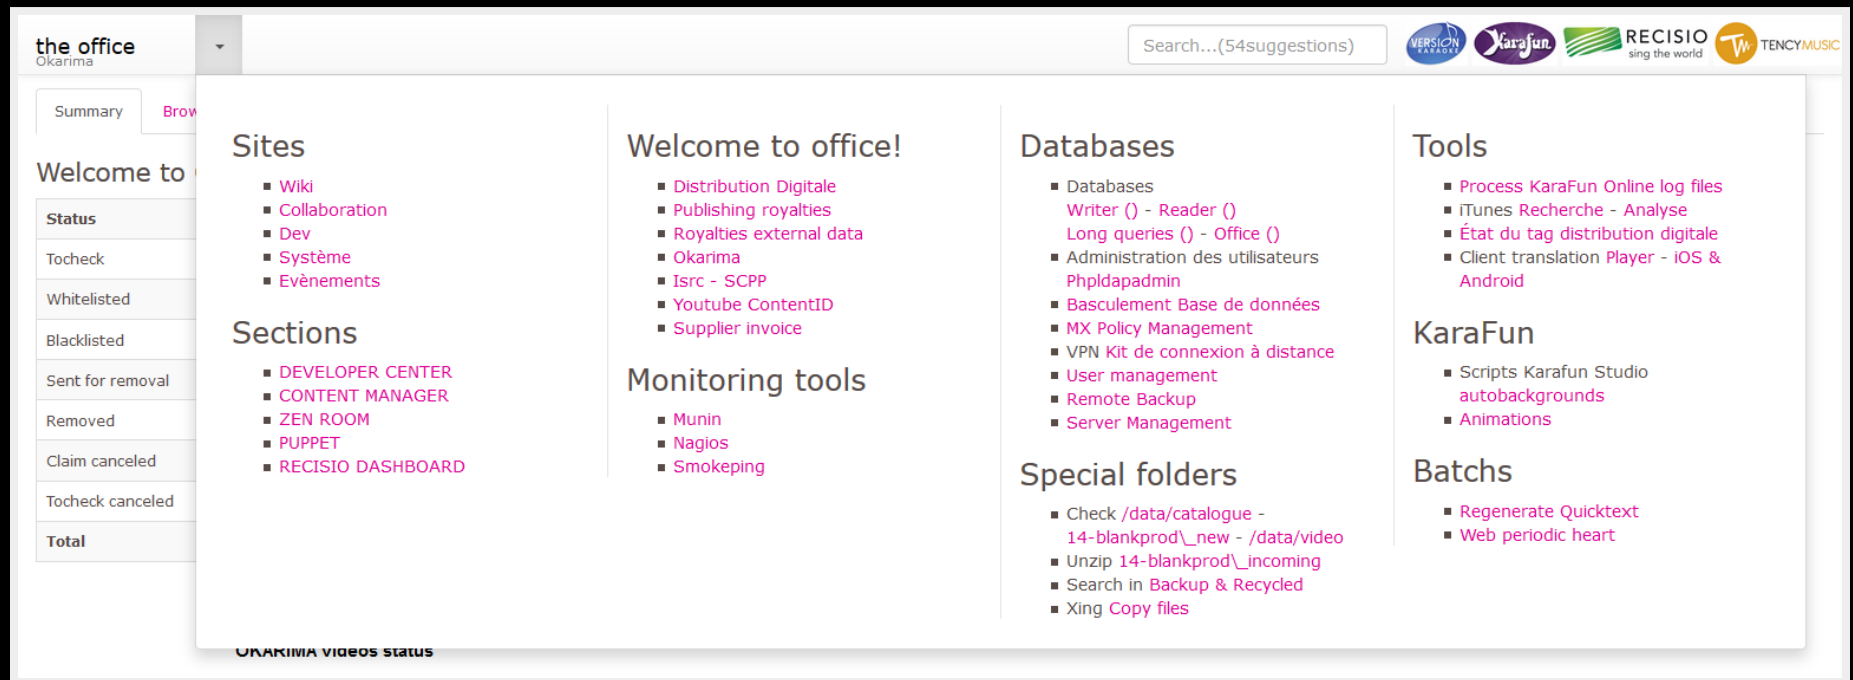 the office
Okarima
Search...(54suggestions)
VERSION
KARAOKE
Karafun
RECISIO
sing the world
TM
TENCYMUSIC
Summary
Brow
Welcome to
Status
Tocheck
Whitelisted
Blacklisted
Sent for removal
Removed
Claim canceled
Tocheck canceled
Total
Sites
Wiki
Collaboration
Dev
Système
Evènements
Sections
DEVELOPER CENTER
CONTENT MANAGER
ZEN ROOM
PUPPET
RECISIO DASHBOARD
Welcome to office!
Distribution Digitale
Publishing royalties
Royalties external data
Okarima
Isrc - SCPP
Youtube ContentID
Supplier invoice
Monitoring tools
Munin
Nagios
Smokeping
Databases
Databases
Writer () - Reader ()
Long queries () - Office ()
Administration des utilisateurs
Phpldapadmin
Basculement Base de données
MX Policy Management
VPN Kit de connexion à distance
User management
Remote Backup
Server Management
Special folders
Check /data/catalogue -
14-blankprod\_new - /data/video
Unzip 14-blankprod\_incoming
Search in Backup & Recycled
Xing Copy files
Tools
Process KaraFun Online log files
iTunes Recherche - Analyse
État du tag distribution digitale
Client translation Player - iOS &
Android
KaraFun
Scripts Karafun Studio
autobackgrounds
Animations
Batchs
Regenerate Quicktext
Web periodic heart
OKARIMA videos status